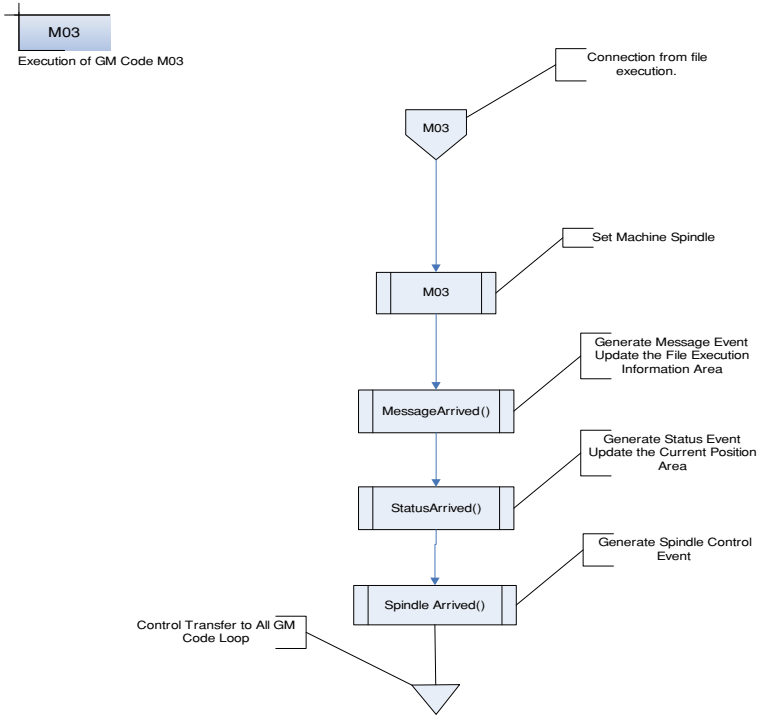 M03
Execution of GM Code M03
Connection from file
execution.
M03
Set Machine Spindle
M03
Generate Message Event
Update the File Execution
Information Area
MessageArrived()
Generate Status Event
Update the Current Position
Area
StatusArrived()
Generate Spindle Control
Event
Spindle Arrived()
Control Transfer to All GM
Code Loop